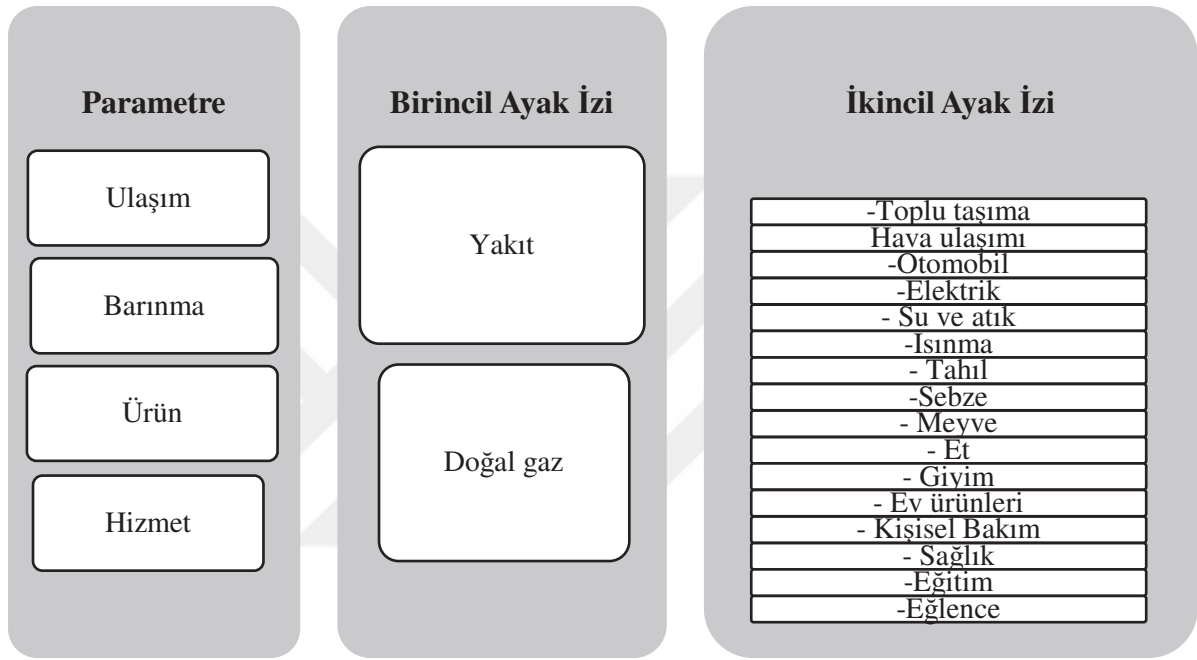 Parametre
Ulaşım
Barınma
Ürün
Hizmet
Birincil Ayak İzi
Yakıt
Doğal gaz
İkincil Ayak İzi
-Toplu taşıma
Hava ulaşımı
-Otomobil
-Elektrik
- Su ve atık
-Isınma
- Tahıl
-Sebze
- Meyve
- Et
- Giyim
- Ev ürünleri
- Kişisel Bakım
- Sağlık
-Eğitim
-Eğlence